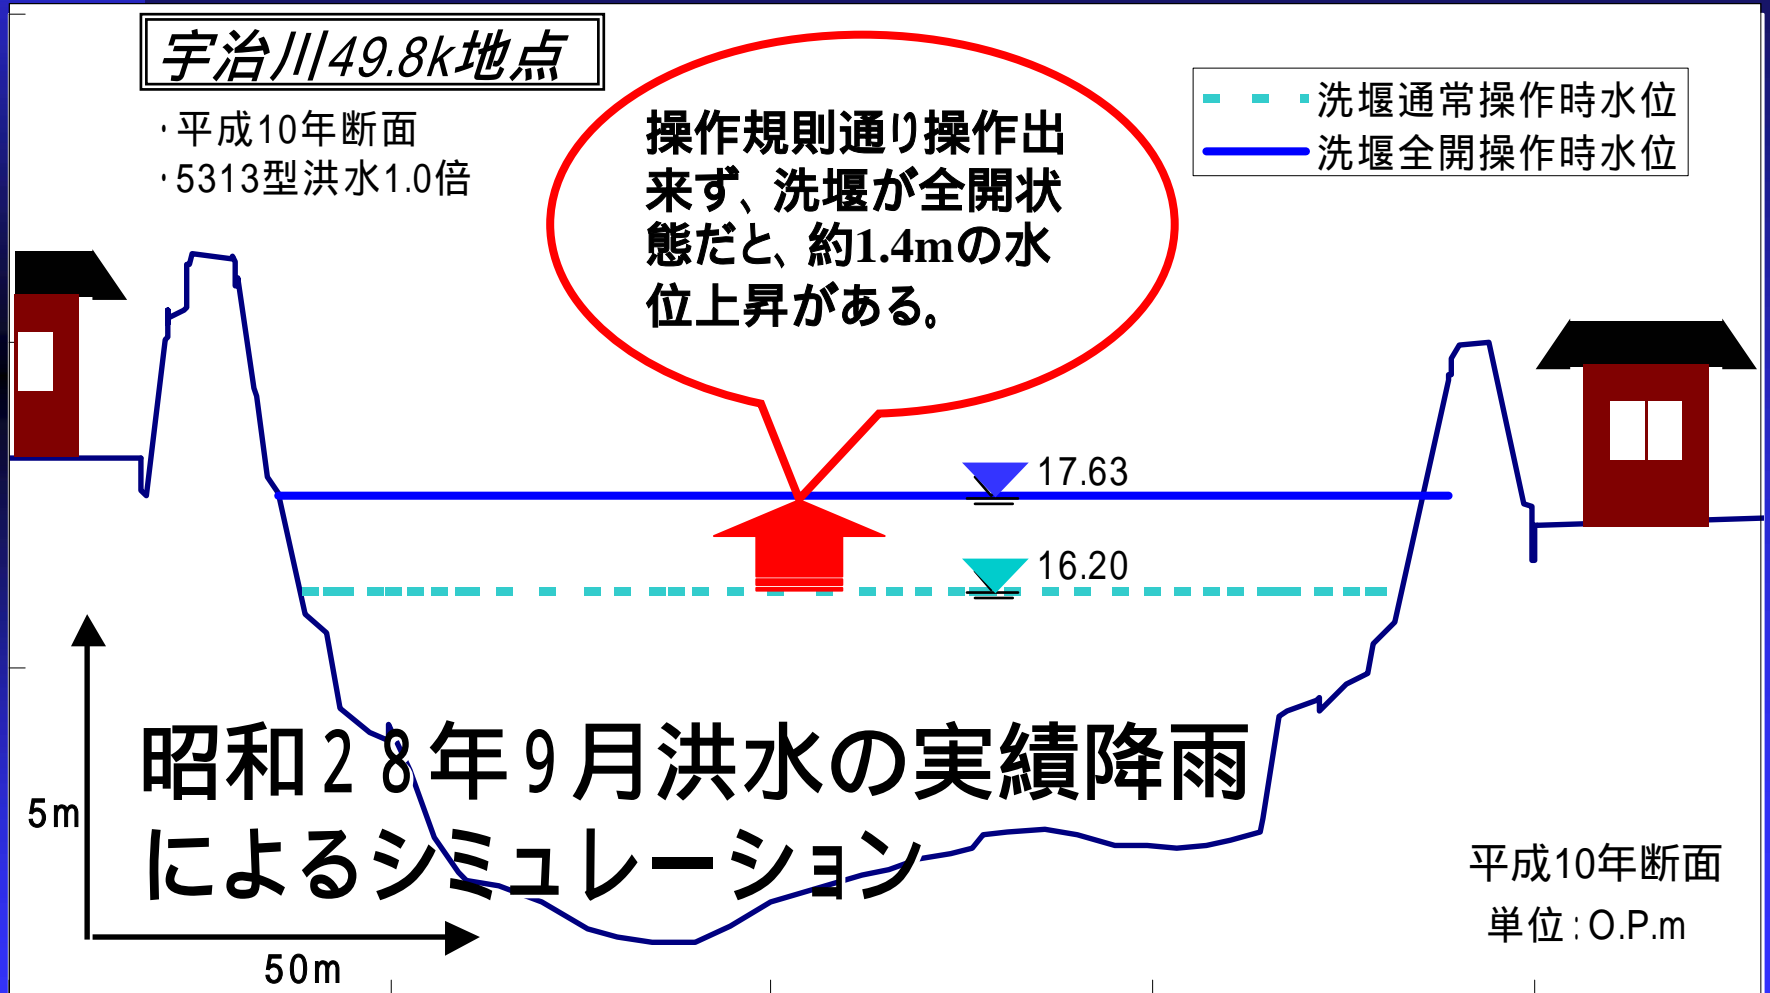 宇治川49.8k地点
・平成10年断面
・5313型洪水1.0倍
操作規則通り操作出
来ず、洗堰が全開状
態だと、約1.4mの水
位上昇がある。
洗堰通常操作時水位
洗堰全開操作時水位
17.63
16.20
昭和28年9月洪水の実績降雨
によるシミュレーション
5m
50m
平成10年断面
単位:O.P.m